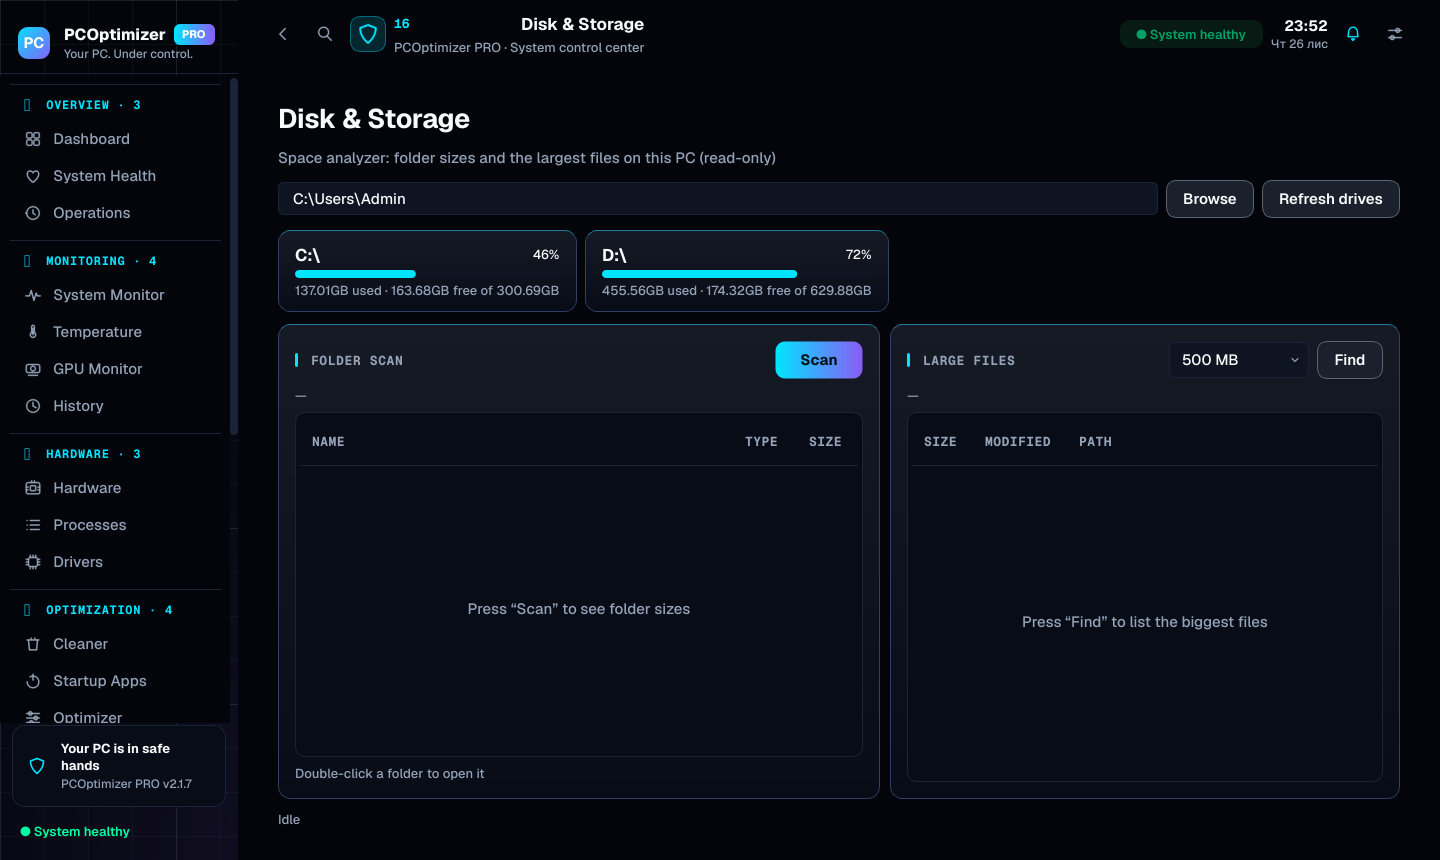 PC
PCOptimizer PRO
Your PC. Under control.
OVERVIEW · 3
Dashboard
System Health
Operations
MONITORING · 4
System Monitor
Temperature
GPU Monitor
History
HARDWARE · 3
Hardware
Processes
Drivers
OPTIMIZATION · 4
Cleaner
Startup Apps
Optimizer
Your PC is in safe
hands
PCOptimizer PRO v2.1.7
System healthy
16
Disk & Storage
PCOptimizer PRO · System control center
System healthy
23:52
Чт 26 лис
Disk & Storage
Space analyzer: folder sizes and the largest files on this PC (read-only)
C:\Users\Admin
Browse
Refresh drives
C:\ 46%
137.01GB used · 163.68GB free of 300.69GB
D:\ 72%
455.56GB used · 174.32GB free of 629.88GB
FOLDER SCAN
Scan
—
NAME TYPE SIZE
Press “Scan” to see folder sizes
Double-click a folder to open it
LARGE FILES
500 MB
Find
—
SIZE MODIFIED PATH
Press “Find” to list the biggest files
Idle